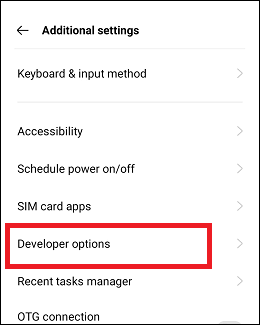 Additional settings
Keyboard & input method
Accessibility
Schedule power on/off
SIM card apps
Developer options
Recent tasks manager
OTG connection